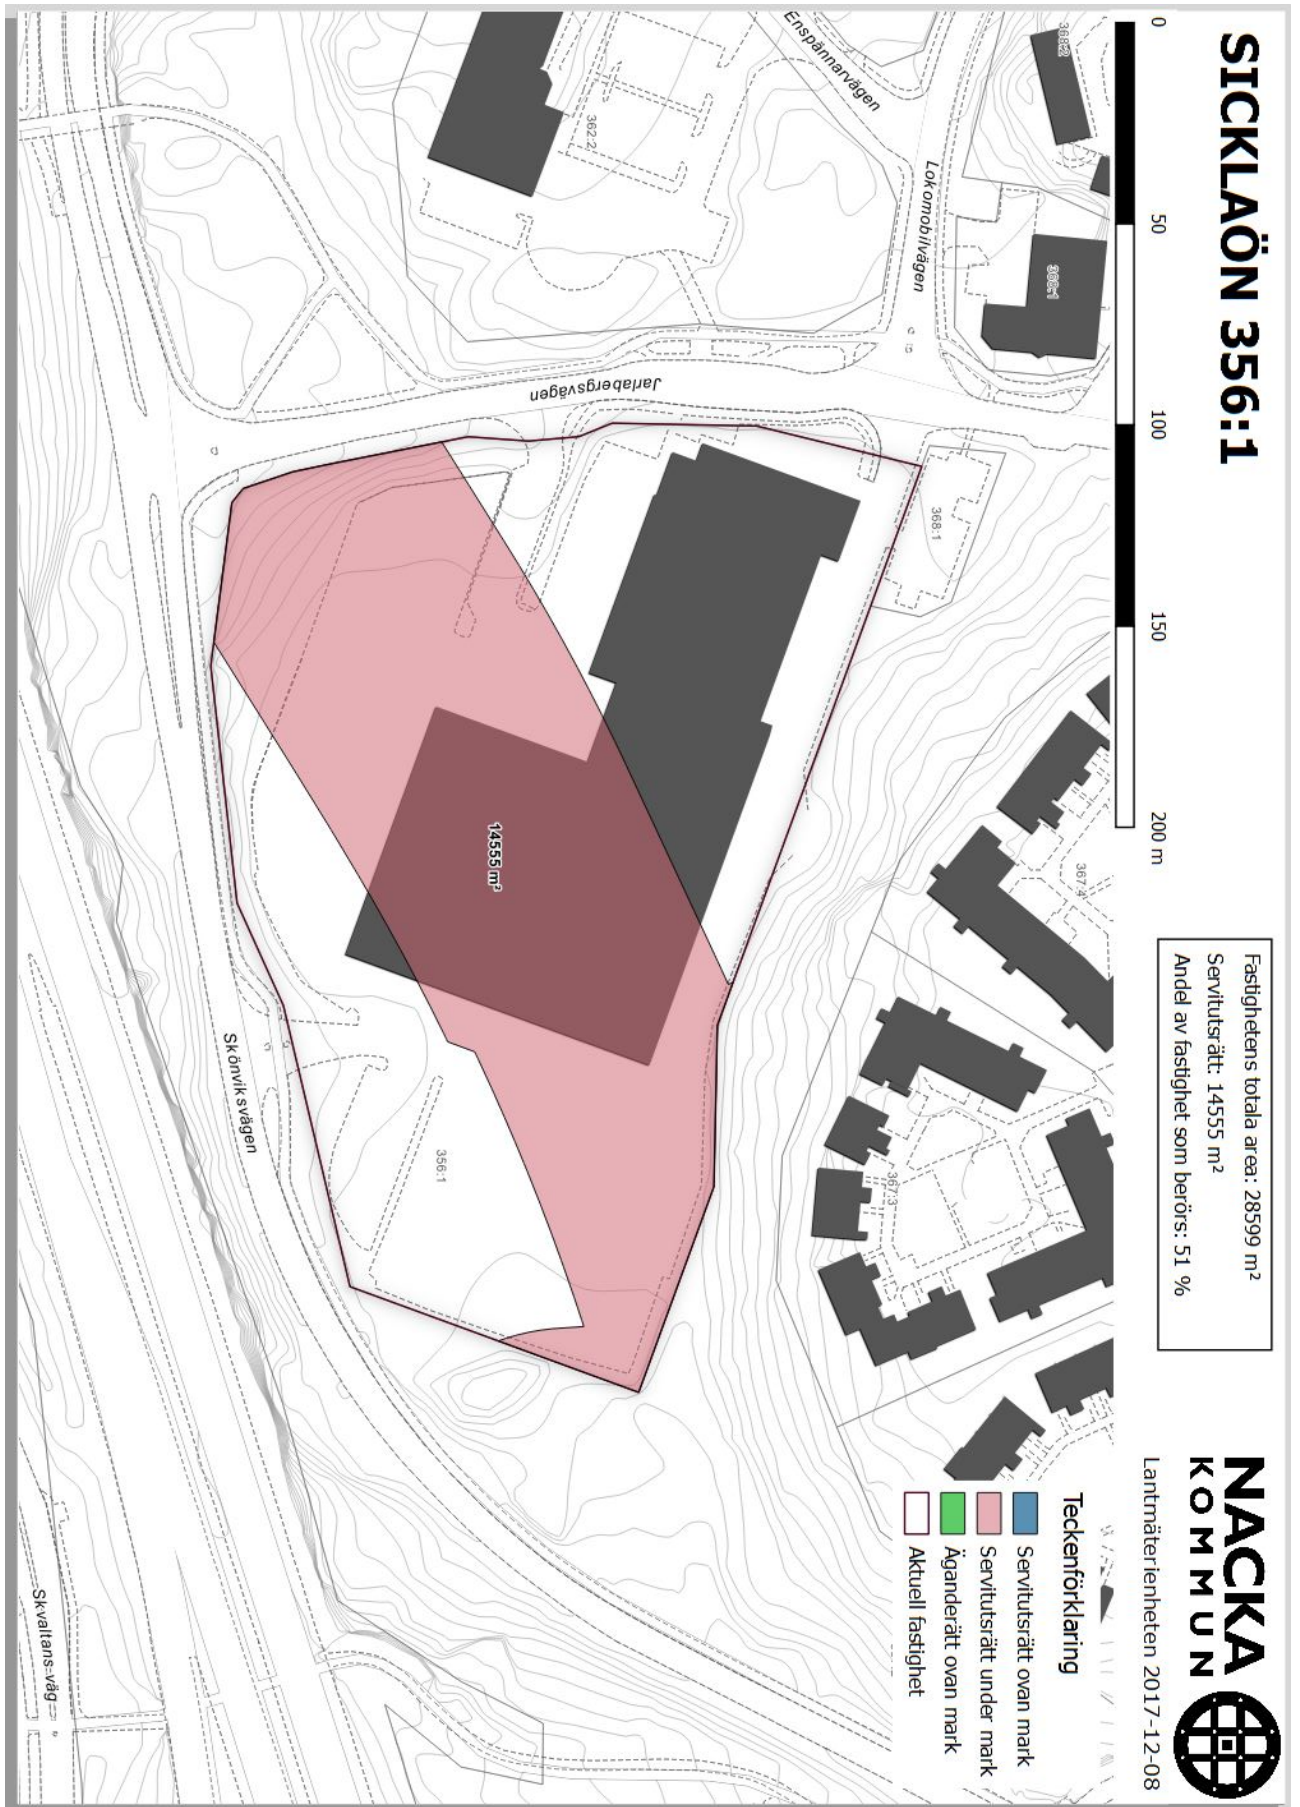 SICKLAÖN 356:1
0 50 100 150 200 m
Fastighetens totala area: 28599 m²
Servitutsrätt: 14555 m²
Andel av fastighet som berörs: 51 %
NACKA
KOMMUN
Lantmäterienheten 2017-12-08
Teckenförklaring
Servitutsrätt ovan mark
Servitutsrätt under mark
Äganderätt ovan mark
Aktuell fastighet
Enspännarvägen
Lokomobilvägen
362:2
368:1
367:4
367:3
Jarlabergsvägen
14555 m²
356:1
Skönviksvägen
Skvaltans väg